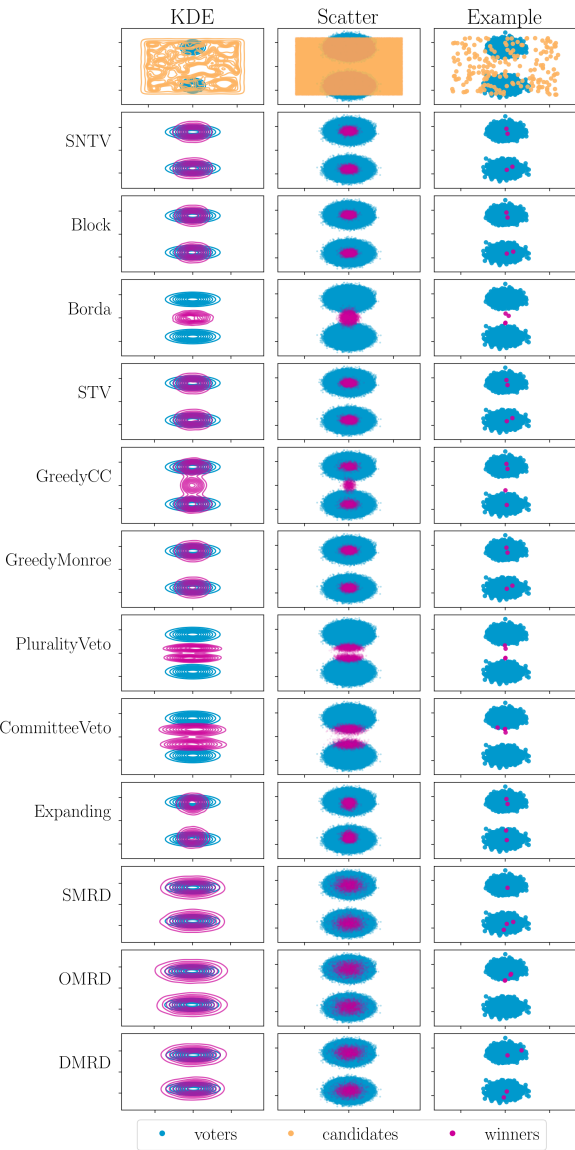 KDE Scatter Example
SNTV
Block
Borda
STV
GreedyCC
GreedyMonroe
PluralityVeto
CommitteeVeto
Expanding
SMRD
OMRD
DMRD
voters candidates winners